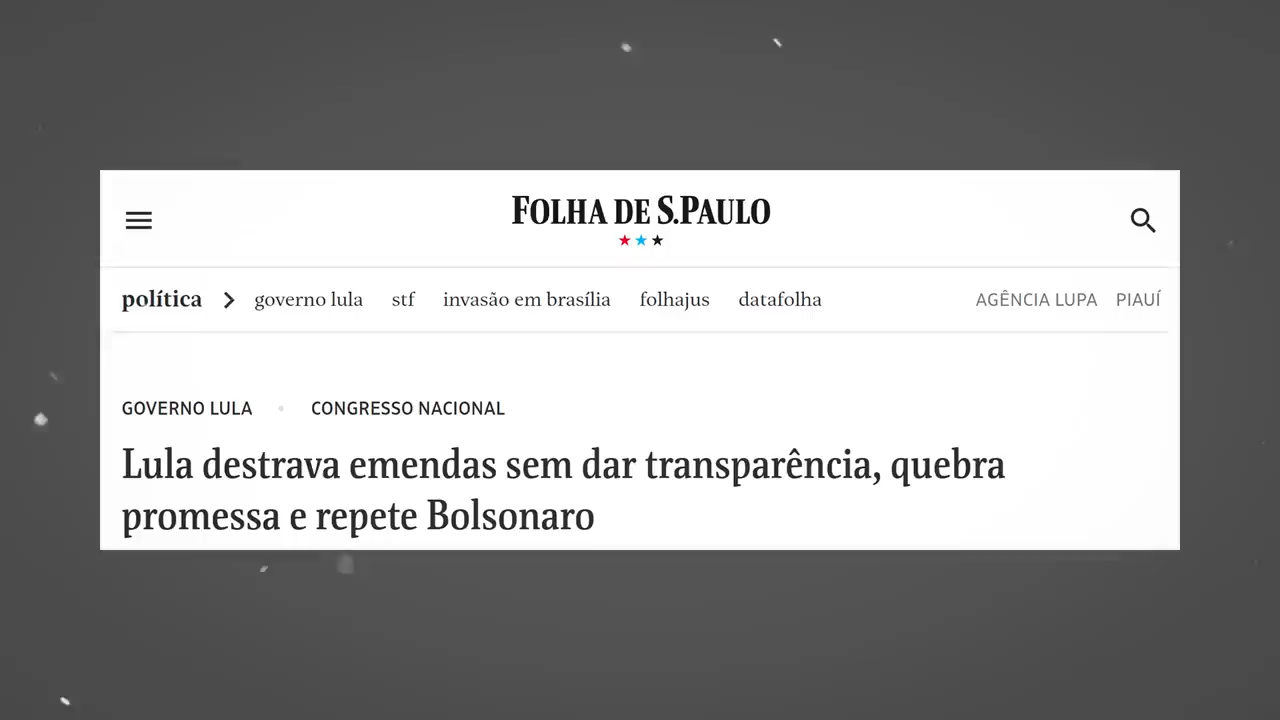 FOLHA DE S.PAULO
política governo lula stf invasão em brasília folhajus datafolha AGÊNCIA LUPA PIAUÍ
GOVERNO LULA • CONGRESSO NACIONAL
Lula destrava emendas sem dar transparência, quebra
promessa e repete Bolsonaro